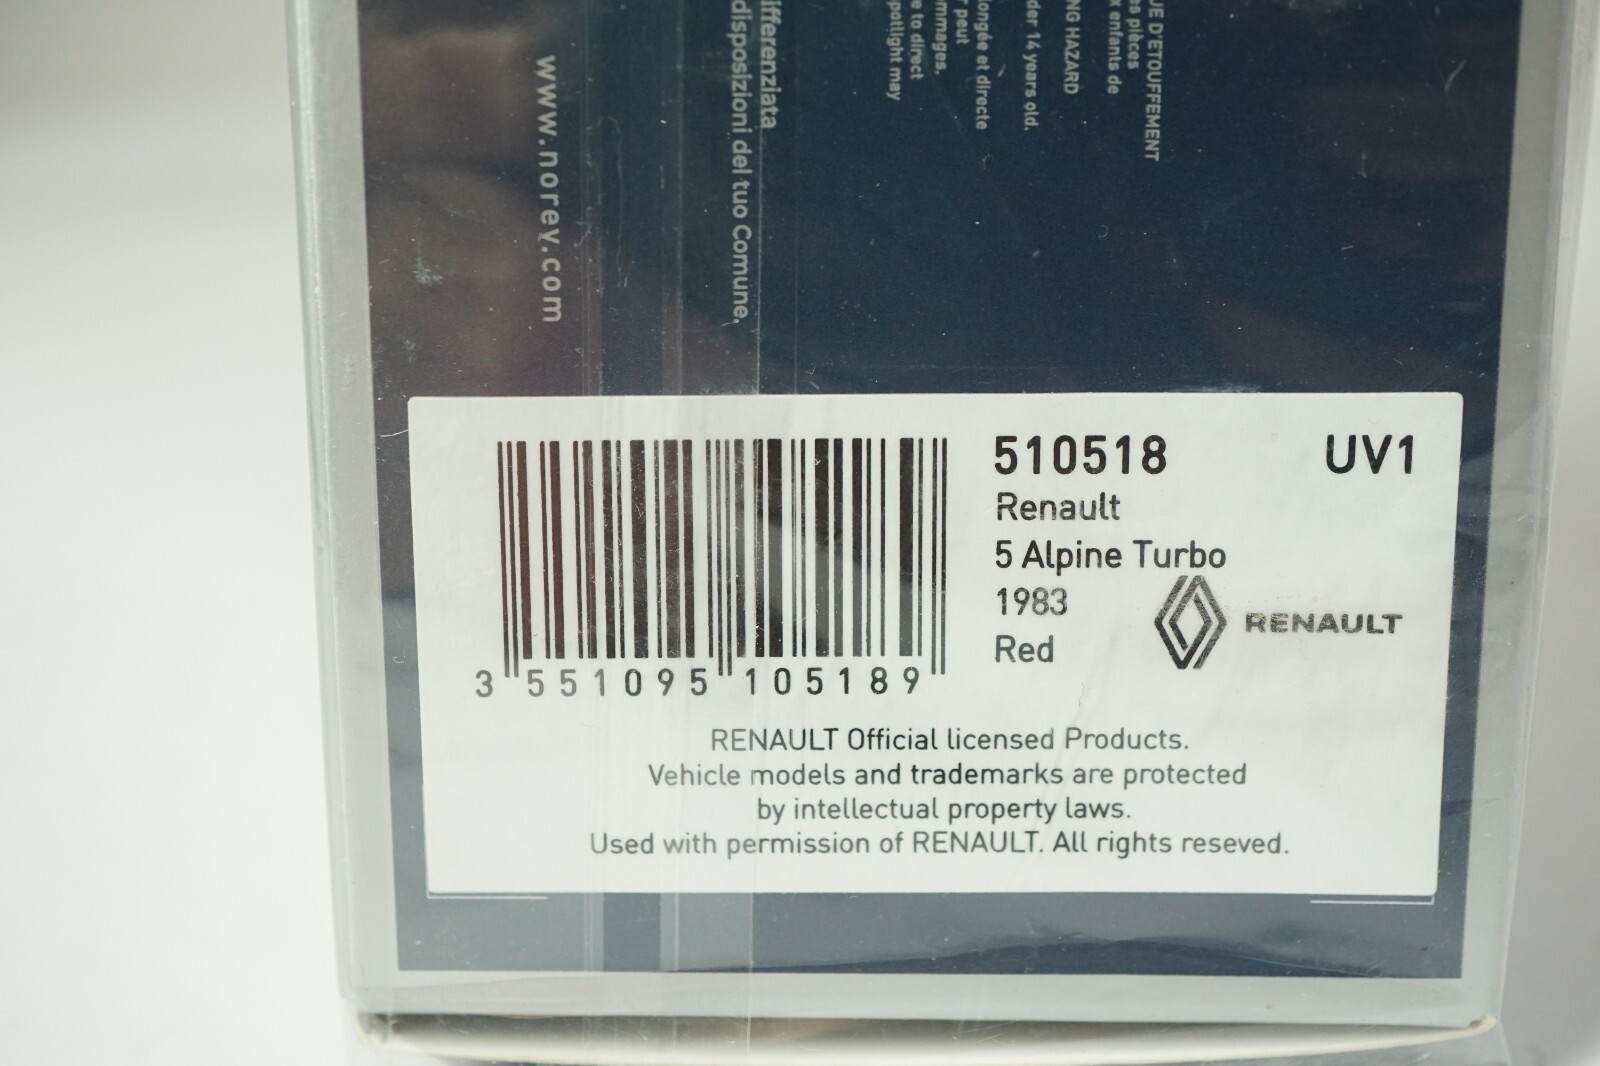 www.norev.com
disposizioni del tuo Comune.
potlight may
e to direct
mmages,
r peut
longée et directe
der 14 years old.
NG HAZARD
x enfants de
es pièces
UE D'ETOUFFEMENT
510518 UV1
Renault
5 Alpine Turbo
1983
Red
RENAULT
3 551095 105189
RENAULT Official licensed Products.
Vehicle models and trademarks are protected
by intellectual property laws.
Used with permission of RENAULT. All rights reseved.